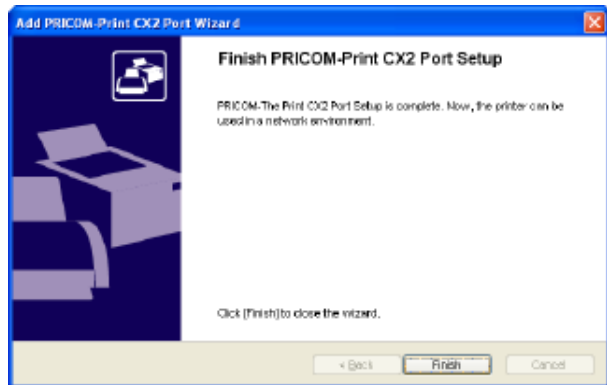 Add PRICOM-Print CX2 Port Wizard
Finish PRICOM-Print CX2 Port Setup
PRICOM-The Print CX2 Port Setup is complete. Now, the printer can be
used in a network environment.
Click [Finish] to close the wizard.
< Back
Finish
Cancel